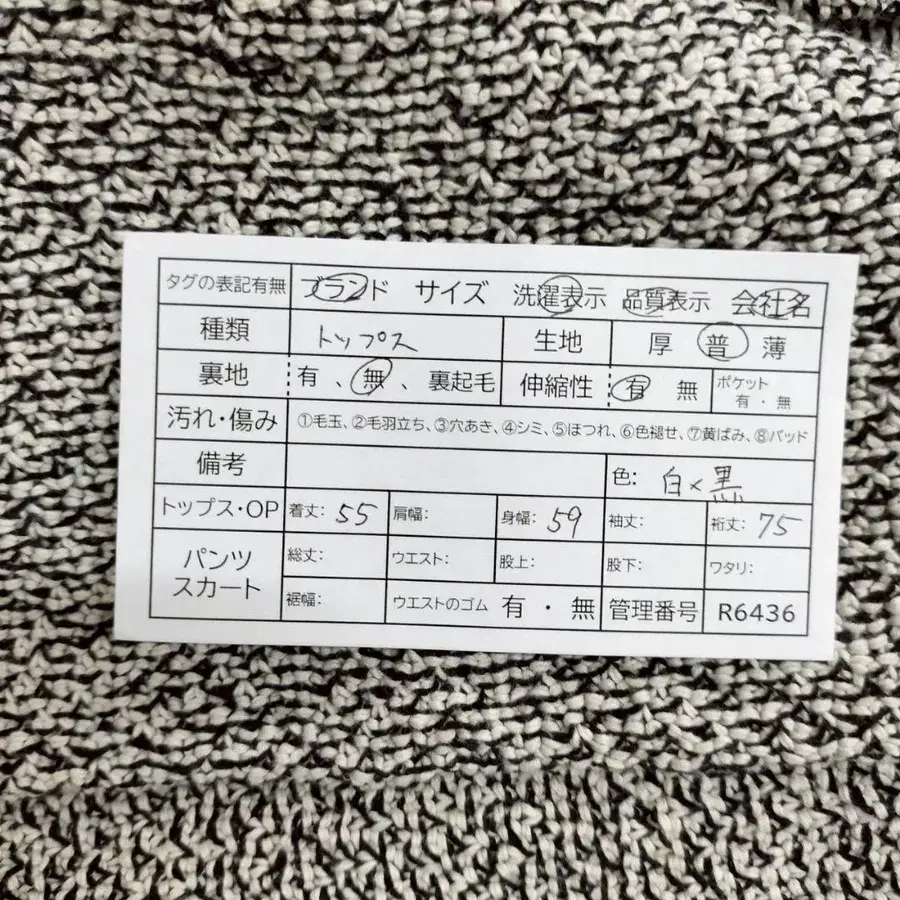 タグの表記有無 ブランド サイズ 洗濯表示 品質表示 会社名
種類 トップス 生地 厚 普 薄
裏地 有 、無 、裏起毛 伸縮性 有 無 ポケット 有・無
汚れ・傷み ①毛玉、②毛羽立ち、③穴あき、④シミ、⑤ほつれ、⑥色褪せ、⑦黄ばみ、⑧パッド
備考 色: 白×黒
トップス・OP 着丈: 55 肩幅: 身幅: 59 袖丈: 裄丈: 75
パンツ スカート 総丈: ウエスト: 股上: 股下: ワタリ:
裾幅: ウエストのゴム 有・無 管理番号 R6436